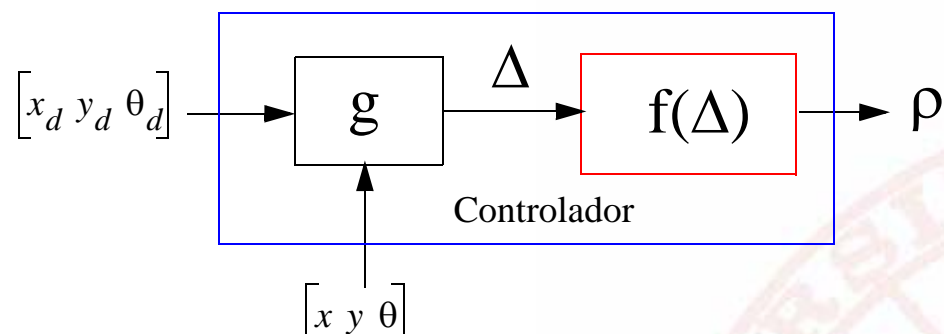 [x_d y_d θ_d]
g
Δ
f(Δ)
ρ
Controlador
[x y θ]